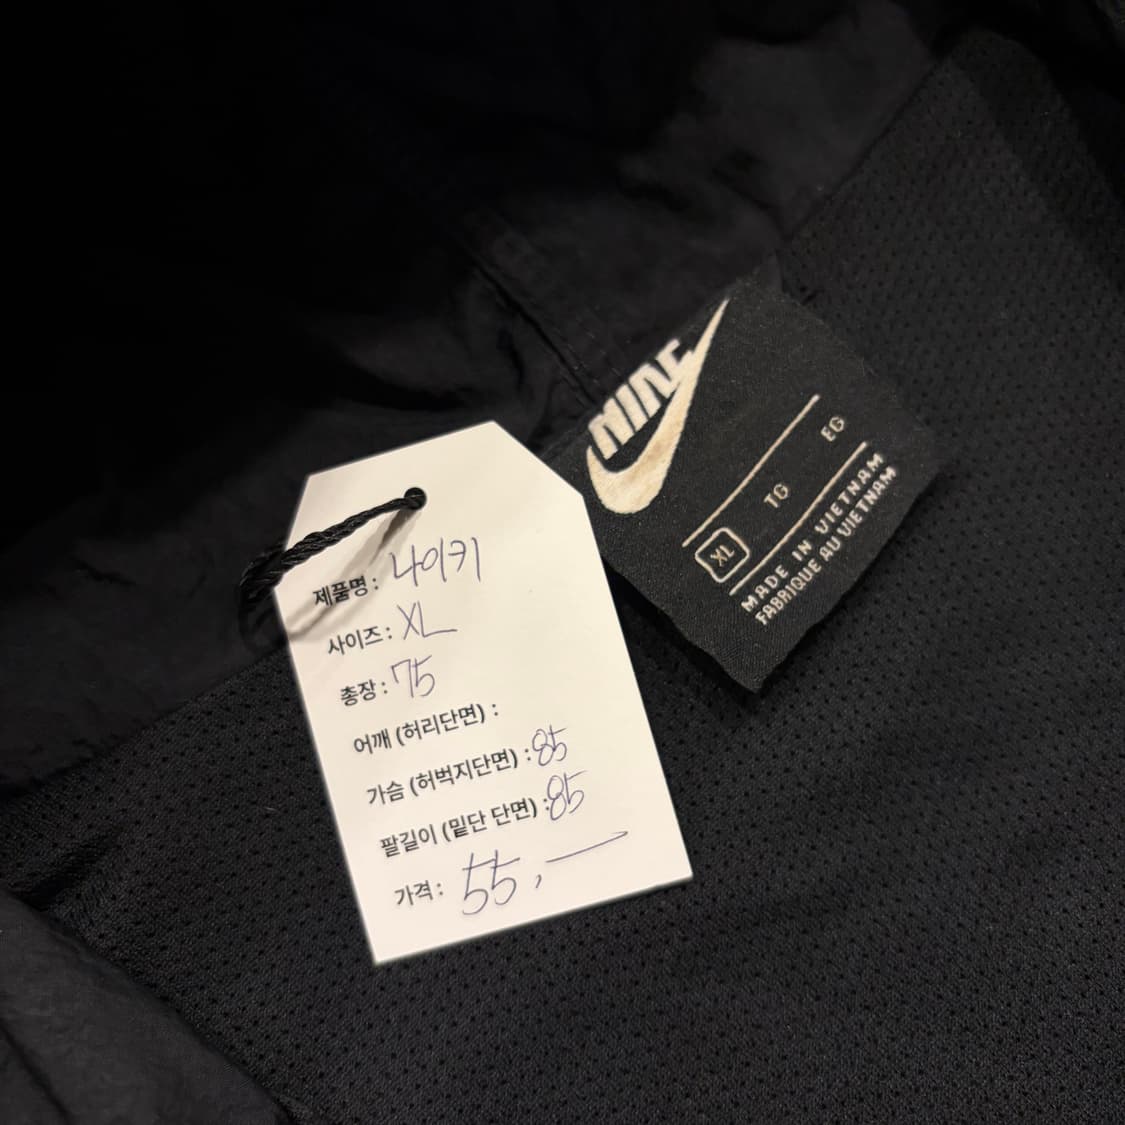 제품명 : 나이키
사이즈 : XL
총장 : 75
어깨 (허리단면) :
가슴 (허벅지단면) : 85
팔길이 (밑단 단면) : 85
가격 : 55,—
NIKE
XL TG EG
MADE IN VIETNAM
FABRIQUE AU VIETNAM